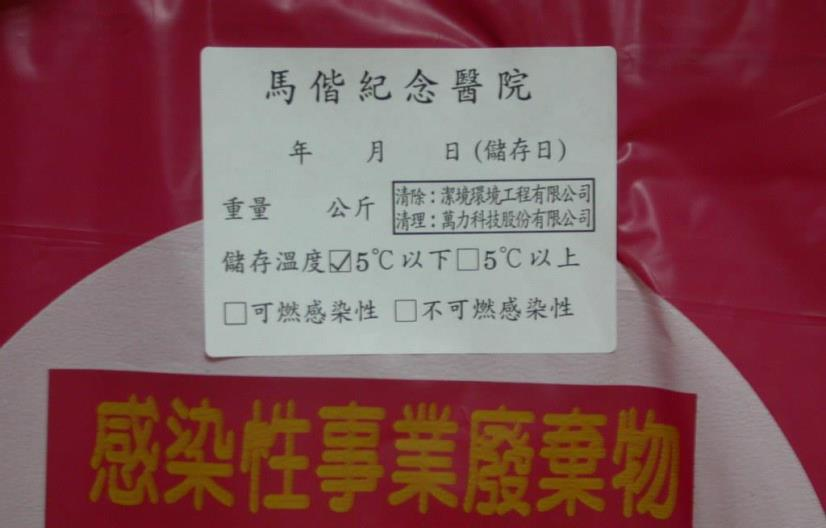 馬偕紀念醫院
年 月 日(儲存日)
重量 公斤
清除：潔境環境工程有限公司
清理：萬力科技股份有限公司
儲存溫度☑5℃以下☐5℃以上
☐可燃感染性 ☐不可燃感染性
感染性事業廢棄物